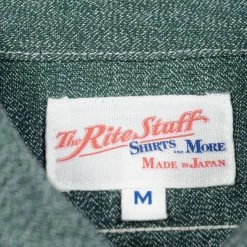 The Rite Stuff
SHIRTS AND MORE
MADE IN JAPAN
M